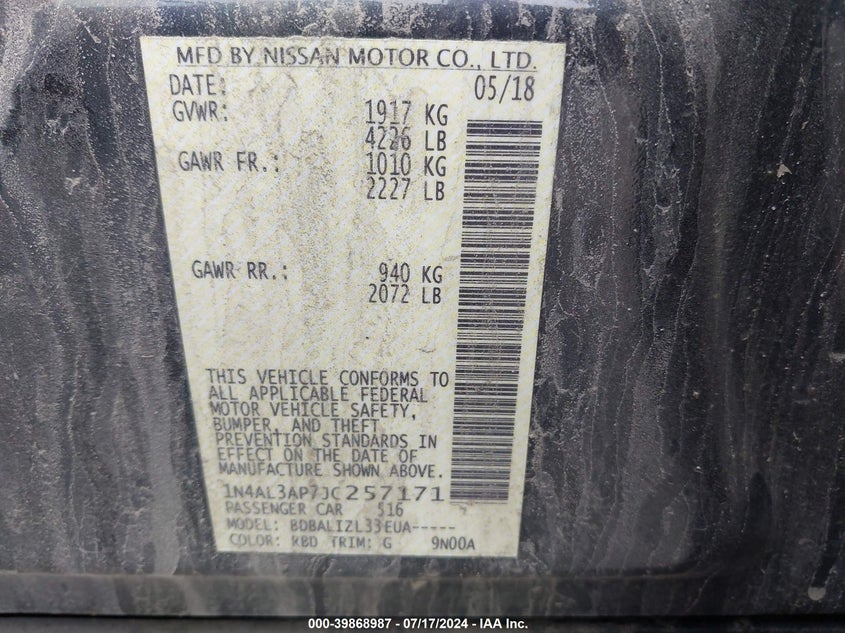 MFD BY NISSAN MOTOR CO., LTD.
DATE: 05/18
GVWR: 1917 KG
4226 LB
GAWR FR.: 1010 KG
2227 LB
GAWR RR.: 940 KG
2072 LB
THIS VEHICLE CONFORMS TO
ALL APPLICABLE FEDERAL
MOTOR VEHICLE SAFETY,
BUMPER, AND THEFT
PREVENTION STANDARDS IN
EFFECT ON THE DATE OF
MANUFACTURE SHOWN ABOVE.
1N4AL3AP7JC257171
PASSENGER CAR 516
MODEL: BDBALIZL33EUA-----
COLOR: KBD TRIM: G 9N00A
000-39868987 - 07/17/2024 - IAA Inc.